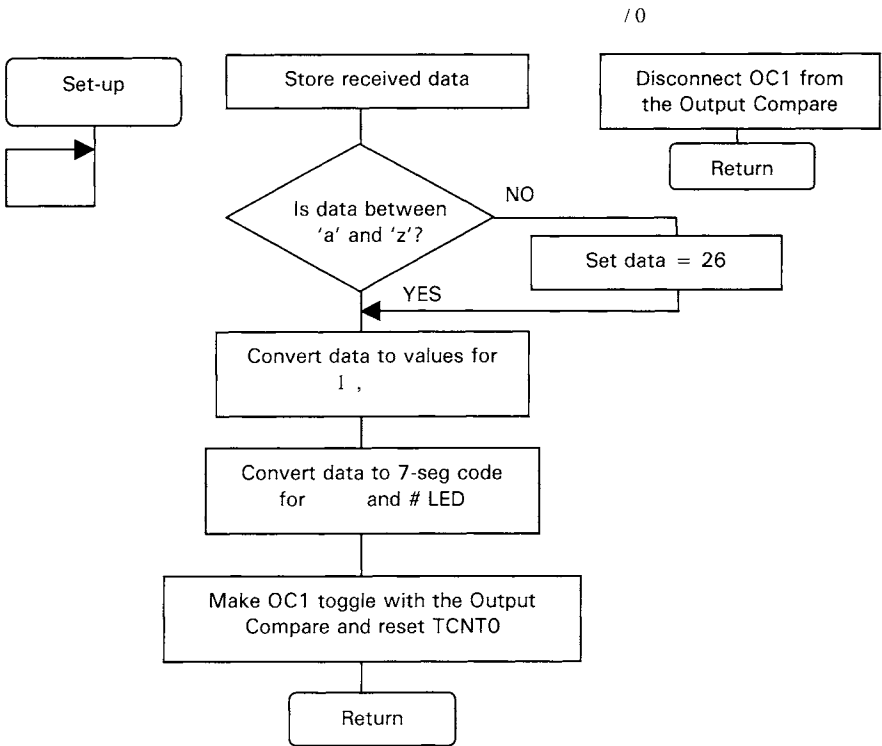 / 0
Set-up
Store received data
Is data between
‘a’ and ‘z’?
NO
Set data = 26
YES
Convert data to values for
1 ,
Convert data to 7-seg code
for and # LED
Make OC1 toggle with the Output
Compare and reset TCNT0
Return
Disconnect OC1 from
the Output Compare
Return